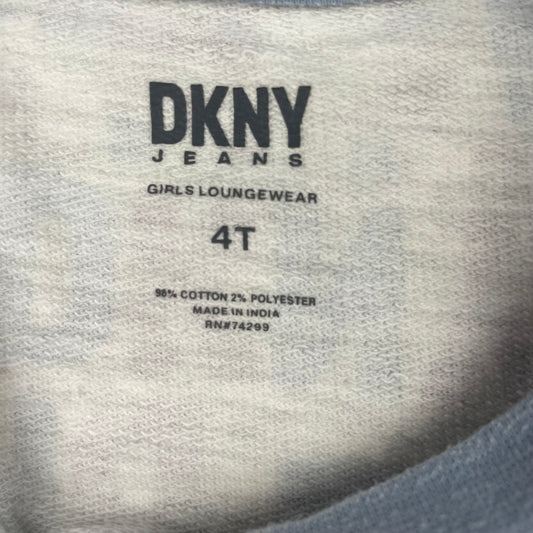 DKNY
JEANS
GIRLS LOUNGEWEAR
4T
98% COTTON 2% POLYESTER
MADE IN INDIA
RN#74299